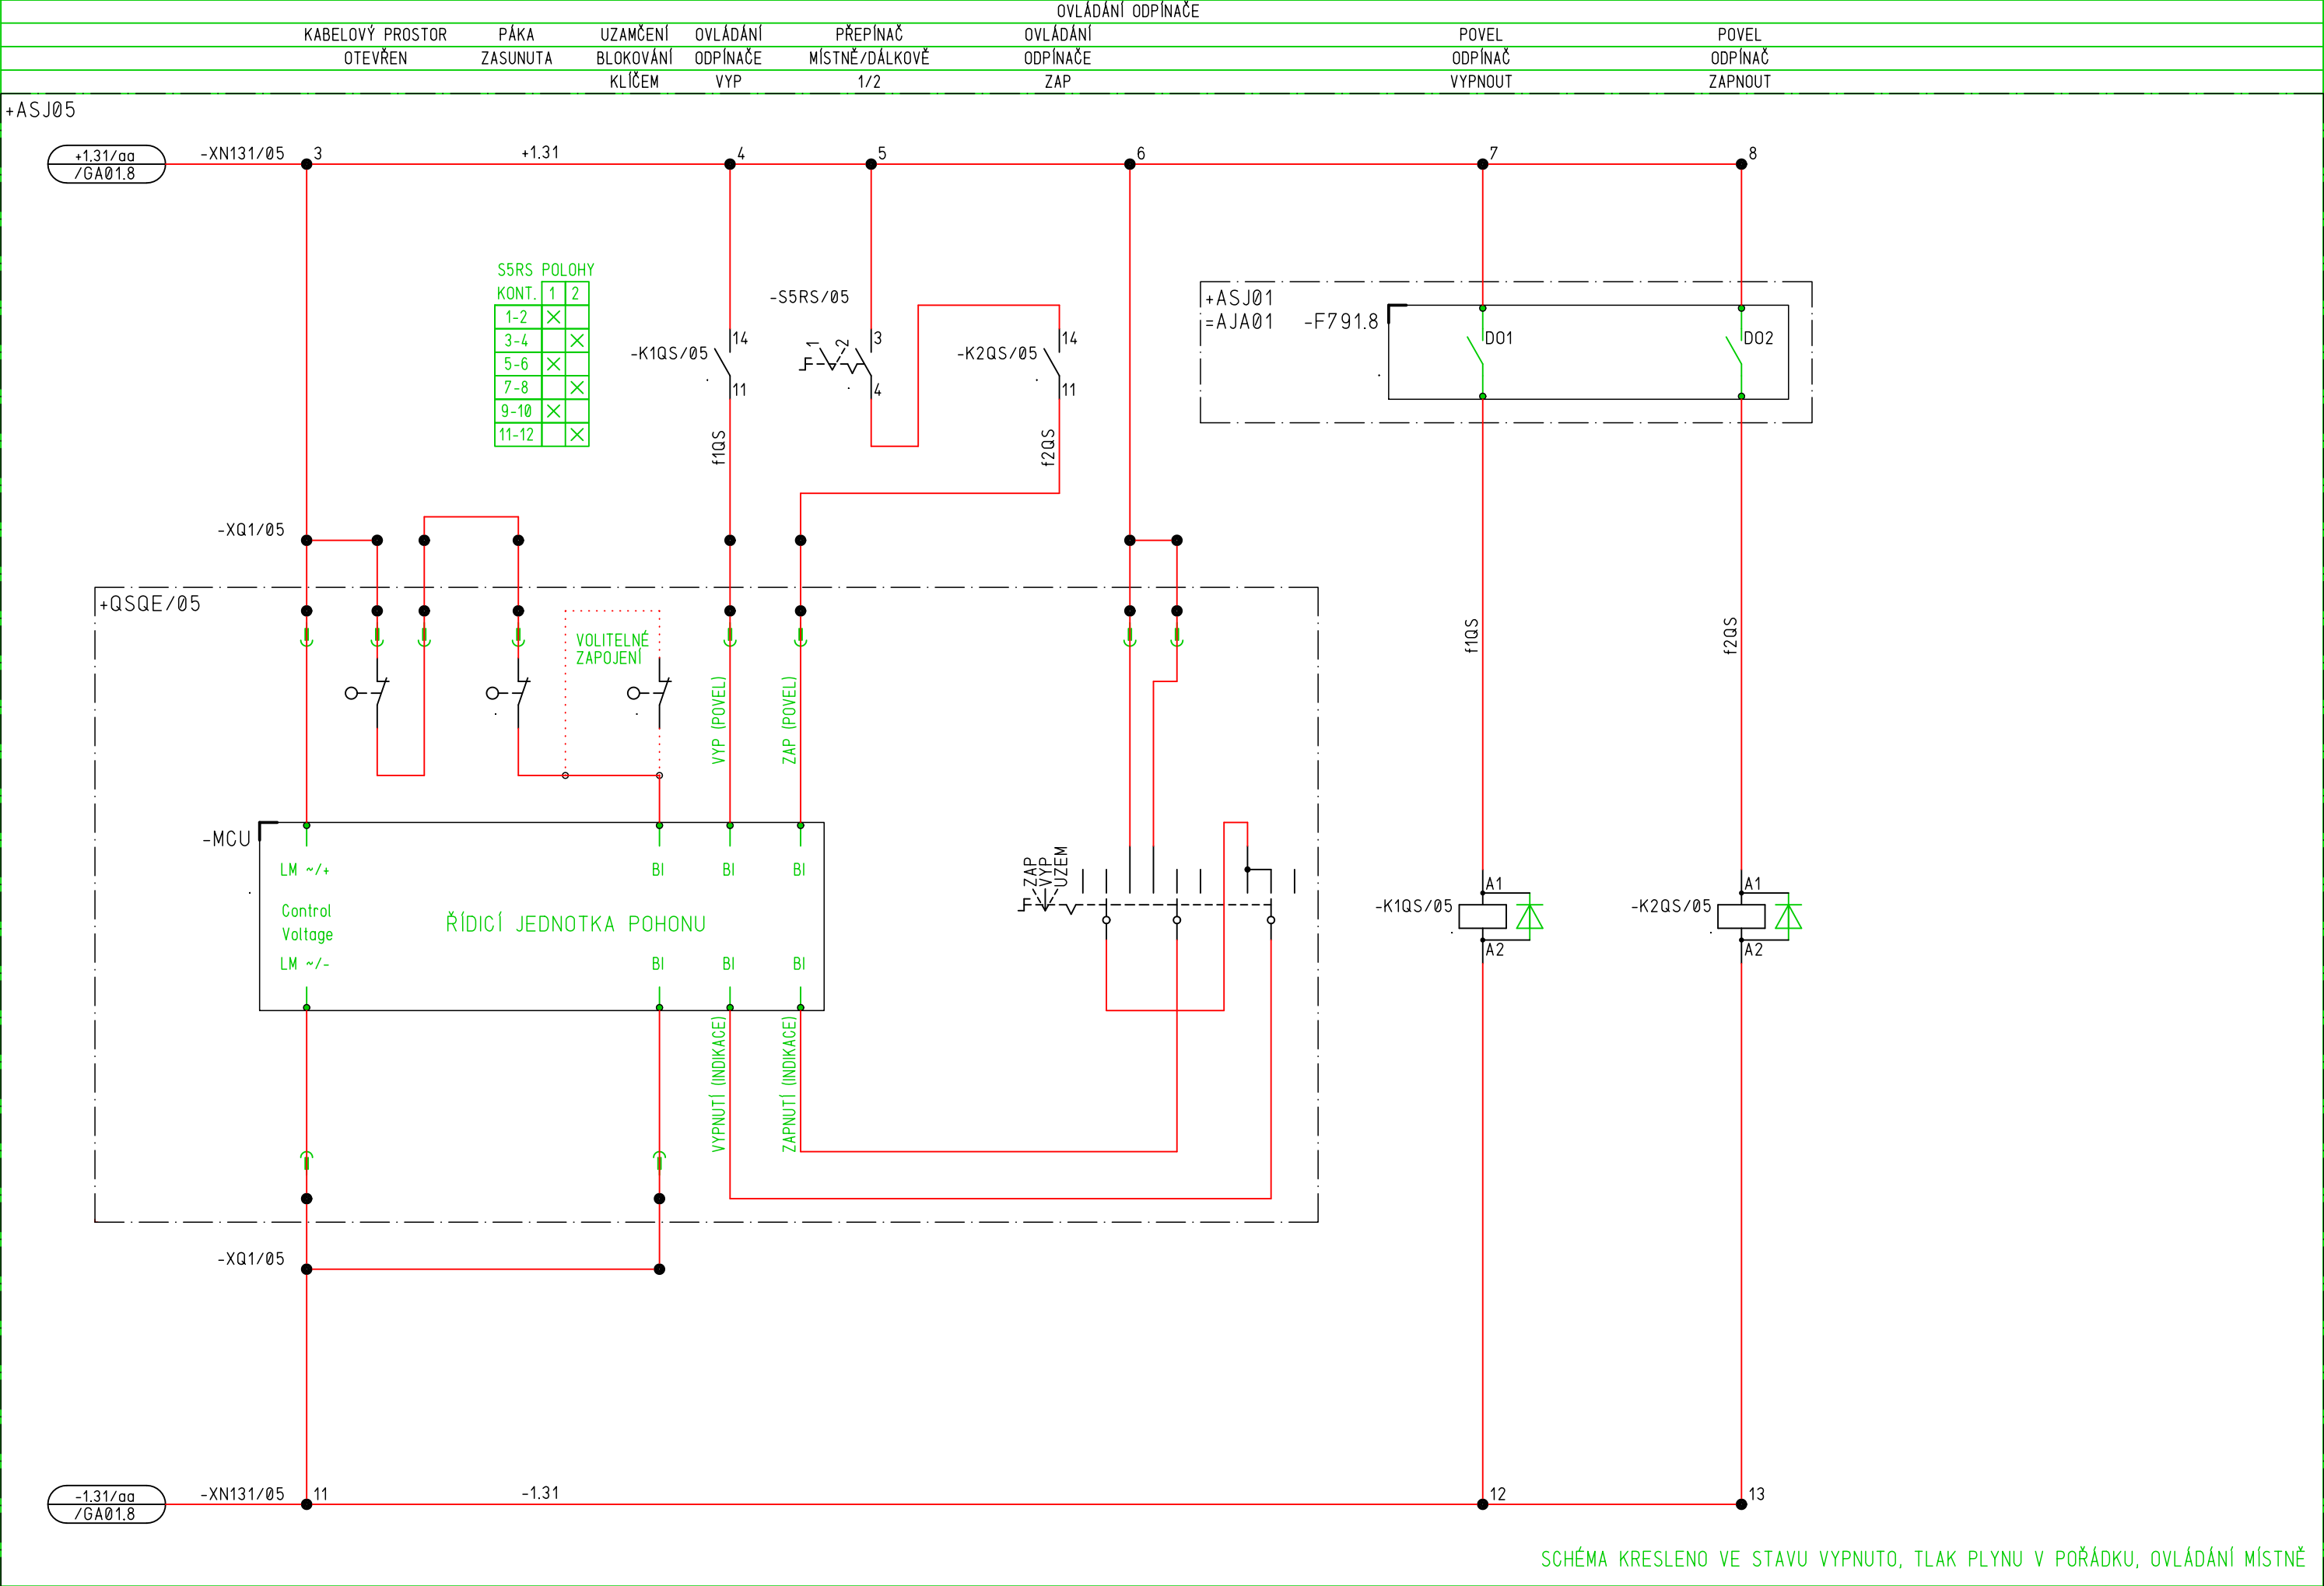 OVLÁDÁNÍ ODPÍNAČE
KABELOVÝ PROSTOR
OTEVŘEN
PÁKA
ZASUNUTA
UZAMČENÍ
BLOKOVÁNÍ
KLÍČEM
OVLÁDÁNÍ
ODPÍNAČE
VYP
PŘEPÍNAČ
MÍSTNĚ/DÁLKOVĚ
1/2
OVLÁDÁNÍ
ODPÍNAČE
ZAP
POVEL
ODPÍNAČ
VYPNOUT
POVEL
ODPÍNAČ
ZAPNOUT
+ASJ05
+1.31/aa
/GA01.8
-XN131/05
3
+1.31
4
5
6
7
8
S5RS POLOHY
KONT. 1 2
1-2 X
3-4 X
5-6 X
7-8 X
9-10 X
11-12 X
-K1QS/05
14
11
f1QS
-S5RS/05
1
2
3
4
-K2QS/05
14
11
f2QS
+ASJ01
=AJA01
-F791.8
DO1
DO2
-XQ1/05
+QSQE/05
VOLITELNÉ
ZAPOJENÍ
VYP (POVEL)
ZAP (POVEL)
f1QS
f2QS
-MCU
LM ~/+
BI
BI
BI
Control
Voltage
ŘÍDICÍ JEDNOTKA POHONU
LM ~/-
BI
BI
BI
ZAP
VYP
UZEM
-K1QS/05
A1
A2
-K2QS/05
A1
A2
VYPNUTÍ (INDIKACE)
ZAPNUTÍ (INDIKACE)
-XQ1/05
-1.31/aa
/GA01.8
-XN131/05
11
-1.31
12
13
SCHÉMA KRESLENO VE STAVU VYPNUTO, TLAK PLYNU V POŘÁDKU, OVLÁDÁNÍ MÍSTNĚ